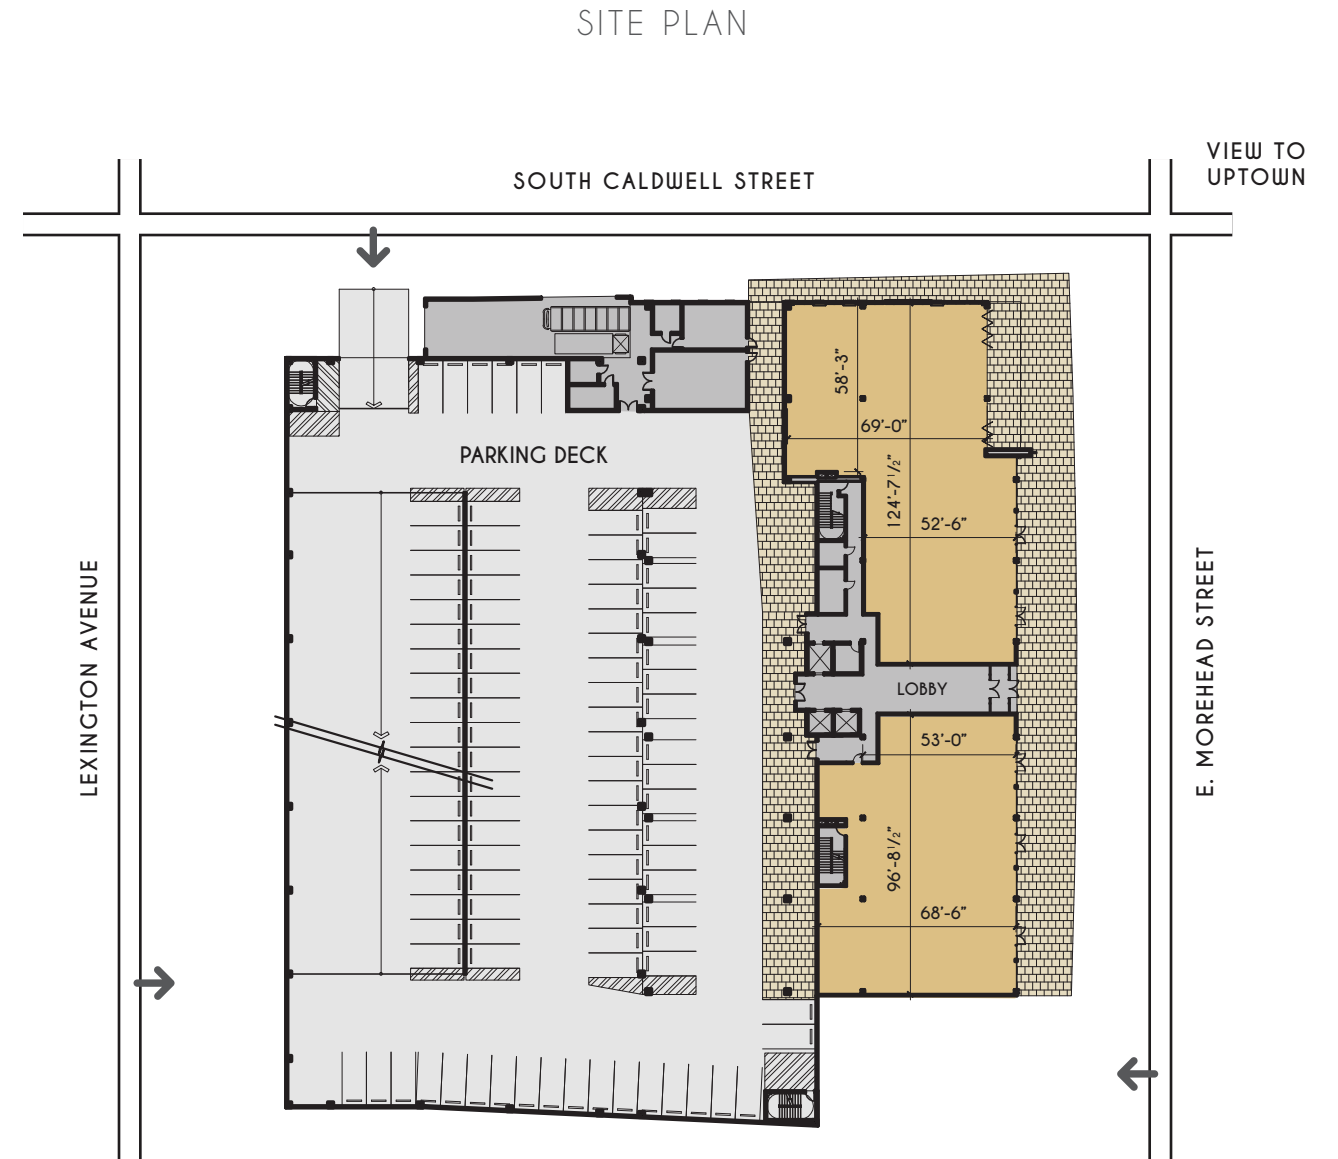 SITE PLAN
VIEW TO
UPTOWN
SOUTH CALDWELL STREET
58'-3"
69'-0"
PARKING DECK
124'-7 1/2"
52'-6"
LEXINGTON AVENUE
E. MOREHEAD STREET
LOBBY
53'-0"
96'-8 1/2"
68'-6"